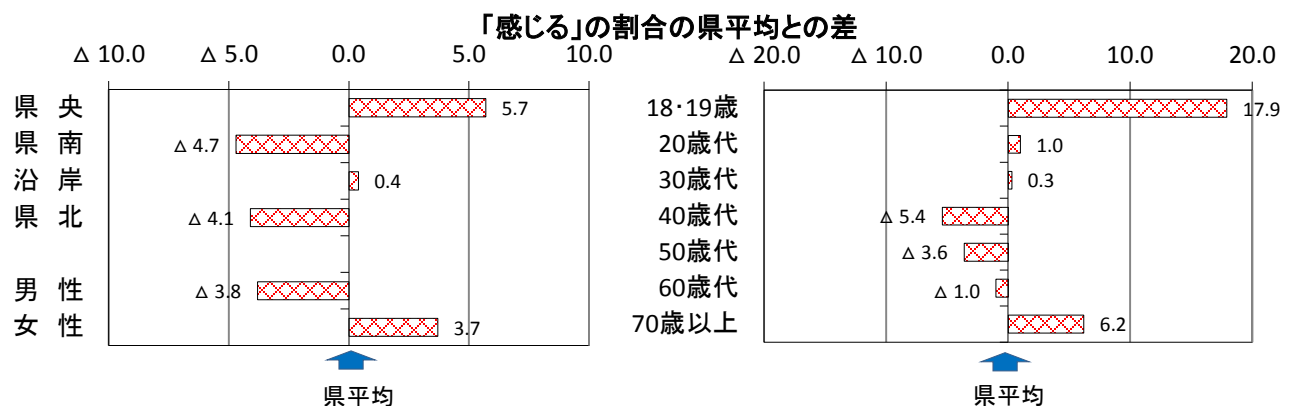 「感じる」の割合の県平均との差
Δ 10.0 Δ 5.0 0.0 5.0 10.0
県 央 5.7
県 南 Δ 4.7
沿 岸 0.4
県 北 Δ 4.1
男 性 Δ 3.8
女 性 3.7
県平均
Δ 20.0 Δ 10.0 0.0 10.0 20.0
18・19歳 17.9
20歳代 1.0
30歳代 0.3
40歳代 Δ 5.4
50歳代 Δ 3.6
60歳代 Δ 1.0
70歳以上 6.2
県平均